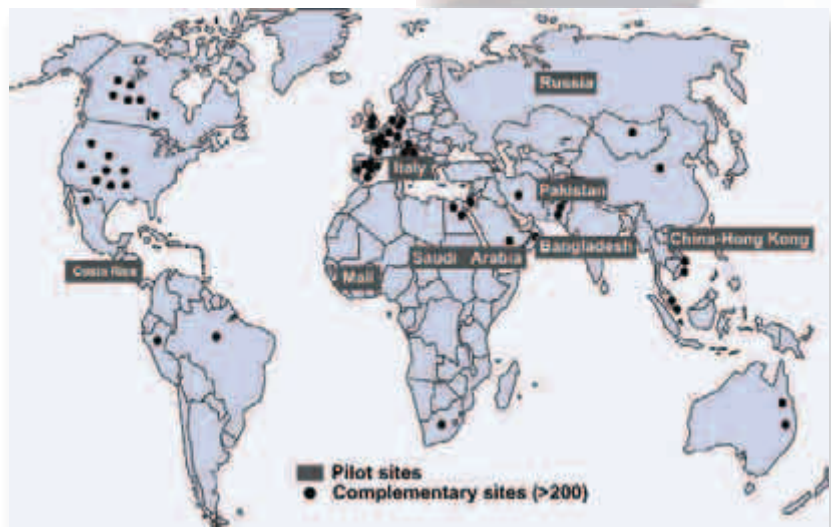 Russia
Italy
Pakistan
China-Hong Kong
Saudi Arabia
Bangladesh
Costa Rica
Mali
Pilot sites
Complementary sites (>200)